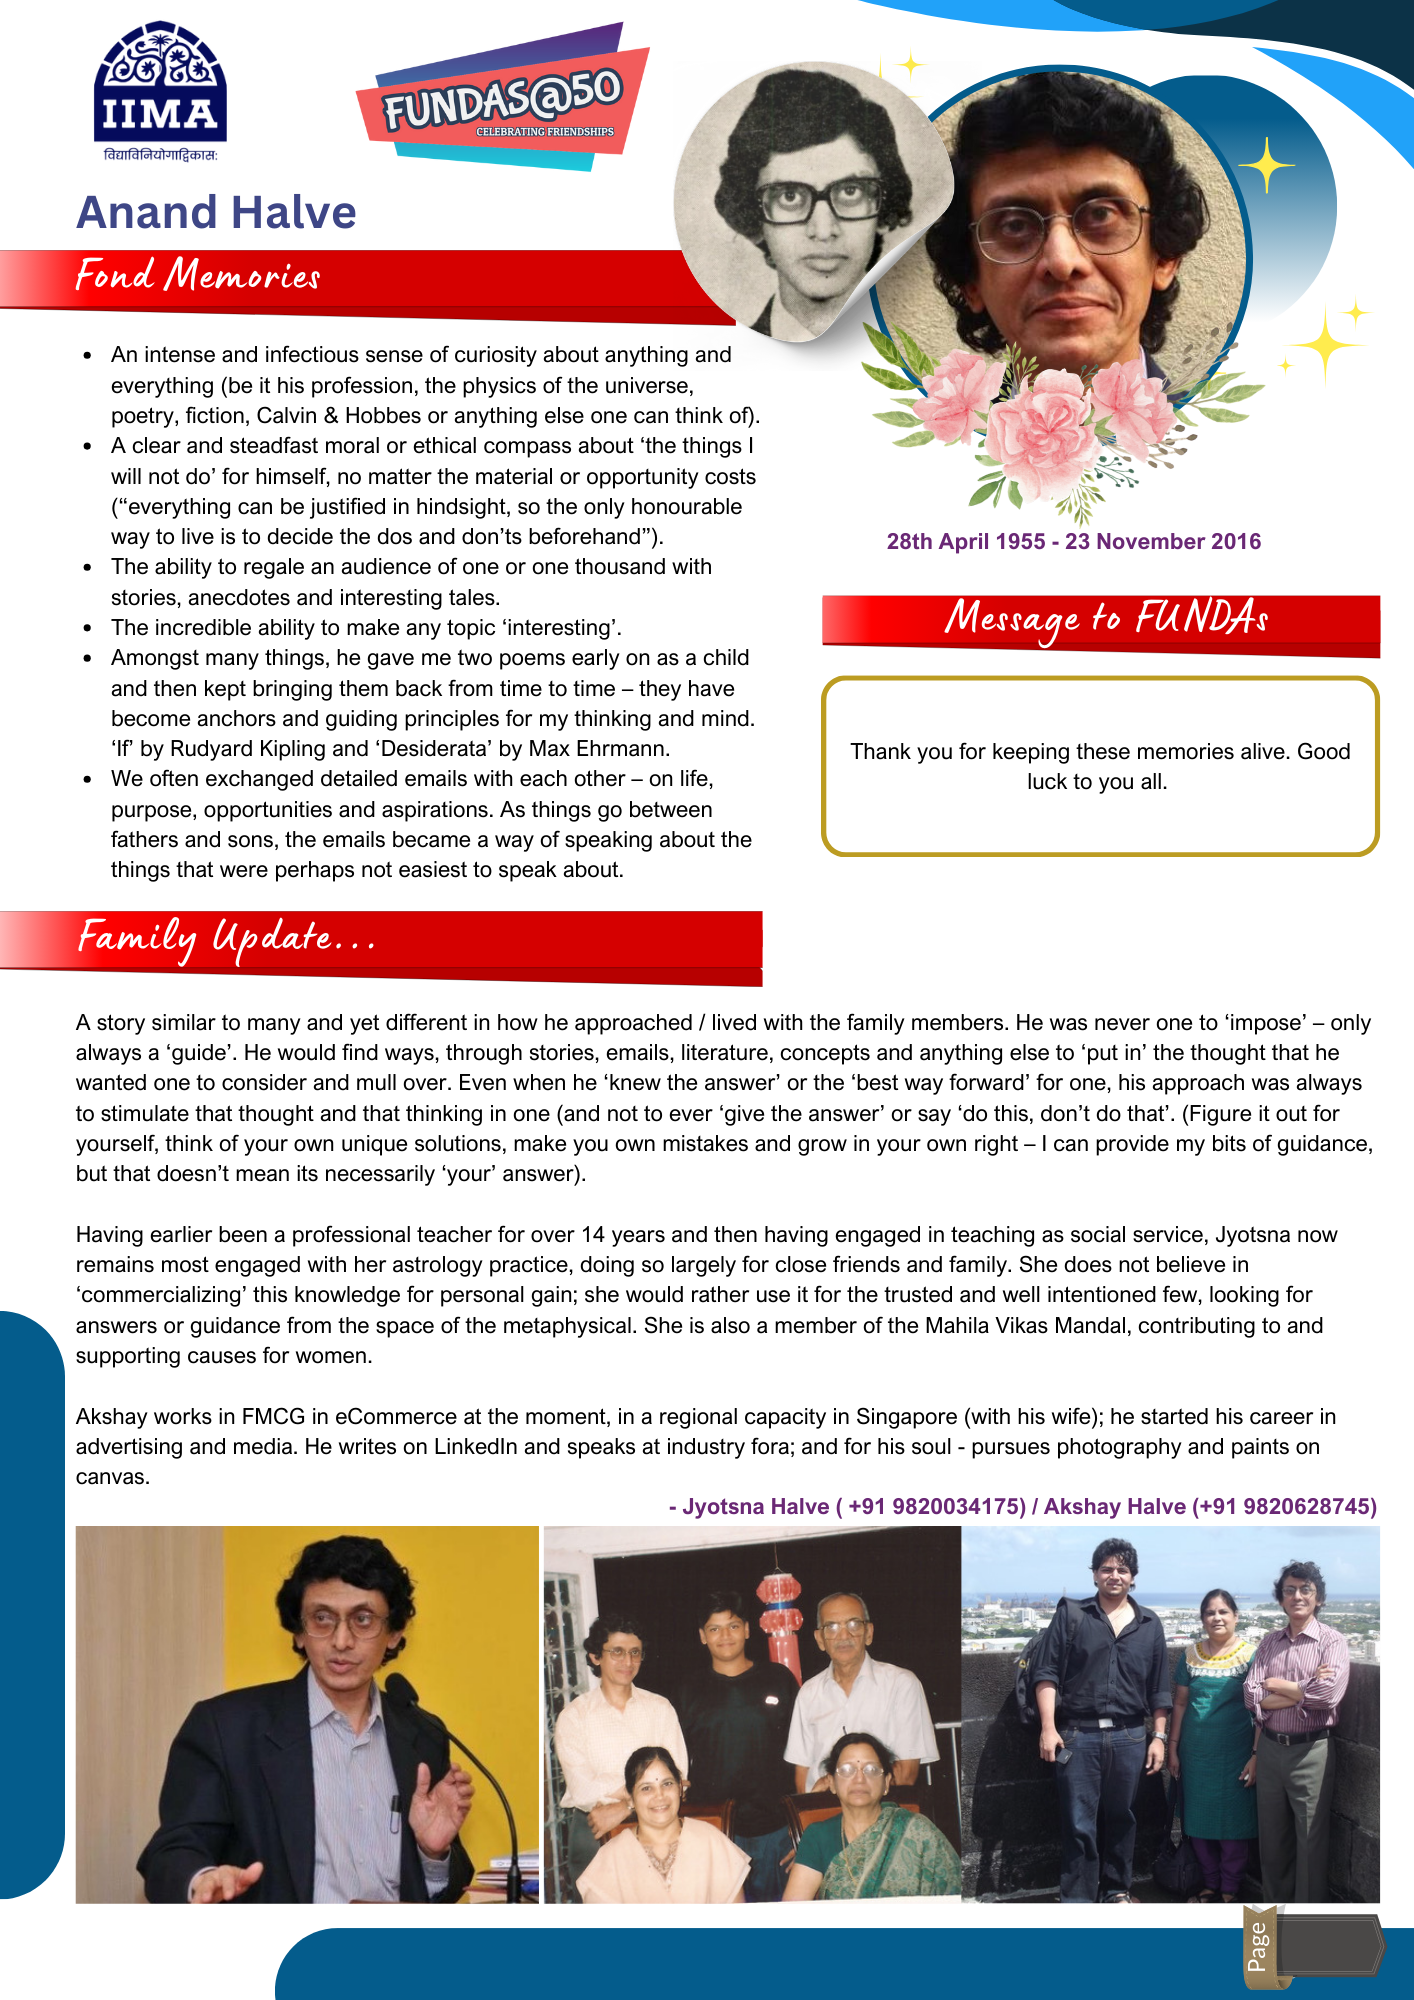 IIMA
विद्याविनियोगाद्विकास:
FUNDAS@50
CELEBRATING FRIENDSHIPS
Anand Halve
Fond Memories
• An intense and infectious sense of curiosity about anything and
everything (be it his profession, the physics of the universe,
poetry, fiction, Calvin & Hobbes or anything else one can think of).
• A clear and steadfast moral or ethical compass about ‘the things I
will not do’ for himself, no matter the material or opportunity costs
(“everything can be justified in hindsight, so the only honourable
way to live is to decide the dos and don’ts beforehand”).
• The ability to regale an audience of one or one thousand with
stories, anecdotes and interesting tales.
• The incredible ability to make any topic ‘interesting’.
• Amongst many things, he gave me two poems early on as a child
and then kept bringing them back from time to time – they have
become anchors and guiding principles for my thinking and mind.
‘If’ by Rudyard Kipling and ‘Desiderata’ by Max Ehrmann.
• We often exchanged detailed emails with each other – on life,
purpose, opportunities and aspirations. As things go between
fathers and sons, the emails became a way of speaking about the
things that were perhaps not easiest to speak about.
28th April 1955 - 23 November 2016
Message to FUNDAs
Thank you for keeping these memories alive. Good
luck to you all.
Family Update...
A story similar to many and yet different in how he approached / lived with the family members. He was never one to ‘impose’ – only
always a ‘guide’. He would find ways, through stories, emails, literature, concepts and anything else to ‘put in’ the thought that he
wanted one to consider and mull over. Even when he ‘knew the answer’ or the ‘best way forward’ for one, his approach was always
to stimulate that thought and that thinking in one (and not to ever ‘give the answer’ or say ‘do this, don’t do that’. (Figure it out for
yourself, think of your own unique solutions, make you own mistakes and grow in your own right – I can provide my bits of guidance,
but that doesn’t mean its necessarily ‘your’ answer).
Having earlier been a professional teacher for over 14 years and then having engaged in teaching as social service, Jyotsna now
remains most engaged with her astrology practice, doing so largely for close friends and family. She does not believe in
‘commercializing’ this knowledge for personal gain; she would rather use it for the trusted and well intentioned few, looking for
answers or guidance from the space of the metaphysical. She is also a member of the Mahila Vikas Mandal, contributing to and
supporting causes for women.
Akshay works in FMCG in eCommerce at the moment, in a regional capacity in Singapore (with his wife); he started his career in
advertising and media. He writes on LinkedIn and speaks at industry fora; and for his soul - pursues photography and paints on
canvas.
- Jyotsna Halve ( +91 9820034175) / Akshay Halve (+91 9820628745)
Page